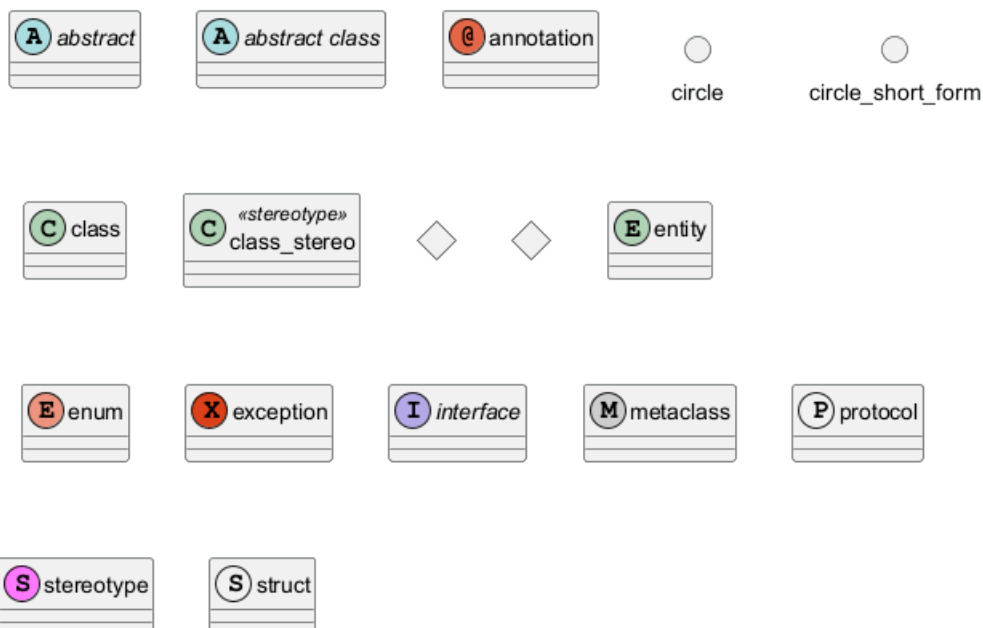 A abstract
A abstract class
@ annotation
circle
circle_short_form
C class
«stereotype»
C class_stereo
E entity
E enum
X exception
I interface
M metaclass
P protocol
S stereotype
S struct